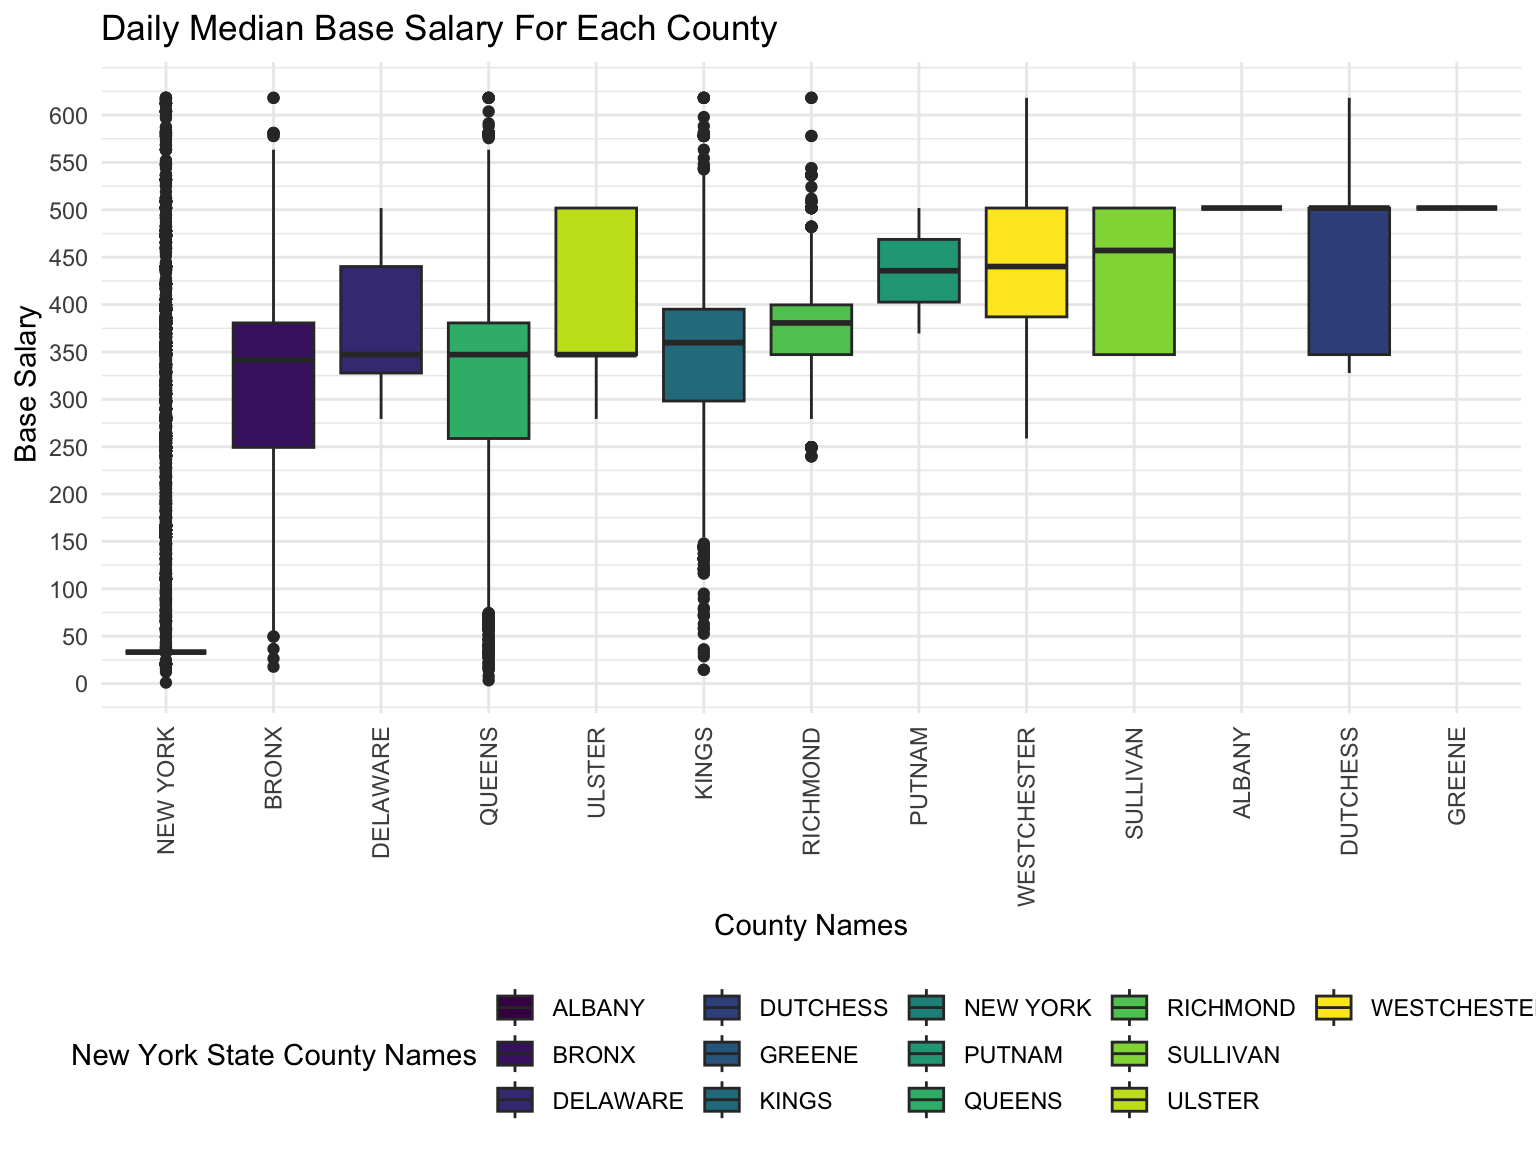 Daily Median Base Salary For Each County
Base Salary
600
550
500
450
400
350
300
250
200
150
100
50
0
NEW YORK
BRONX
DELAWARE
QUEENS
ULSTER
KINGS
RICHMOND
PUTNAM
WESTCHESTER
SULLIVAN
ALBANY
DUTCHESS
GREENE
County Names
New York State County Names
ALBANY
BRONX
DELAWARE
DUTCHESS
GREENE
KINGS
NEW YORK
PUTNAM
QUEENS
RICHMOND
SULLIVAN
ULSTER
WESTCHESTE